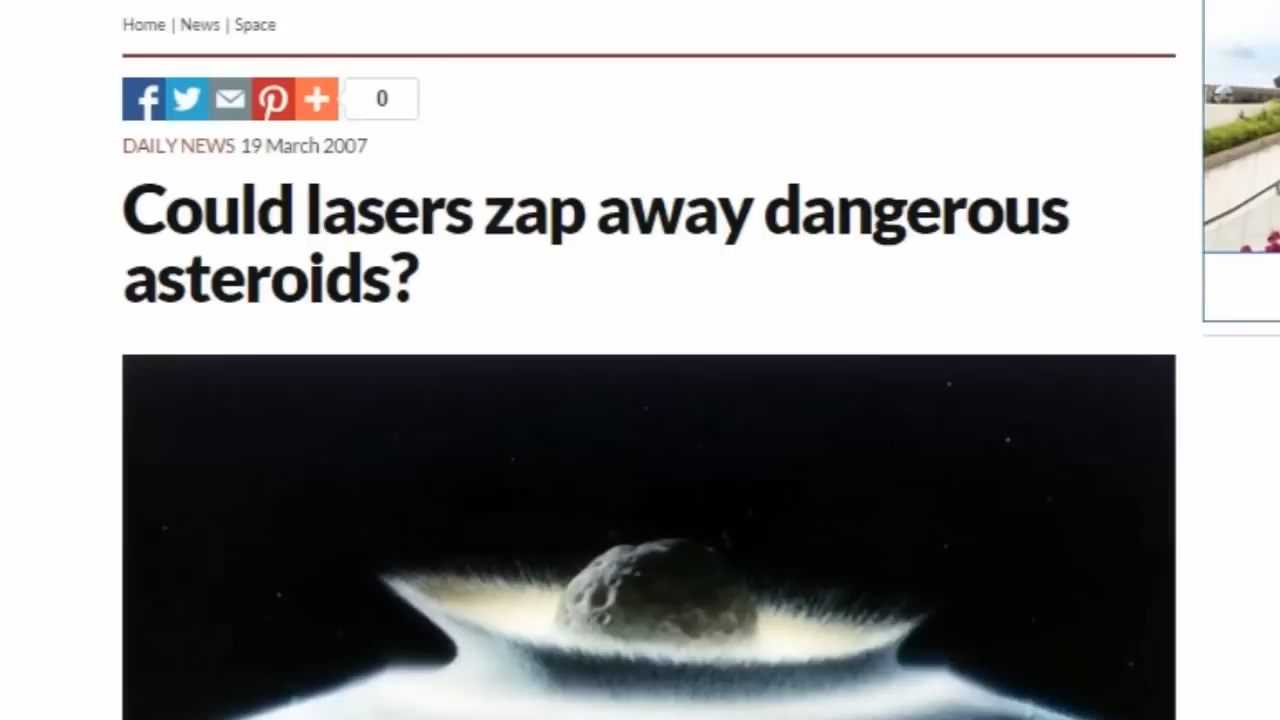 Home | News | Space
0
DAILY NEWS 19 March 2007
Could lasers zap away dangerous
asteroids?